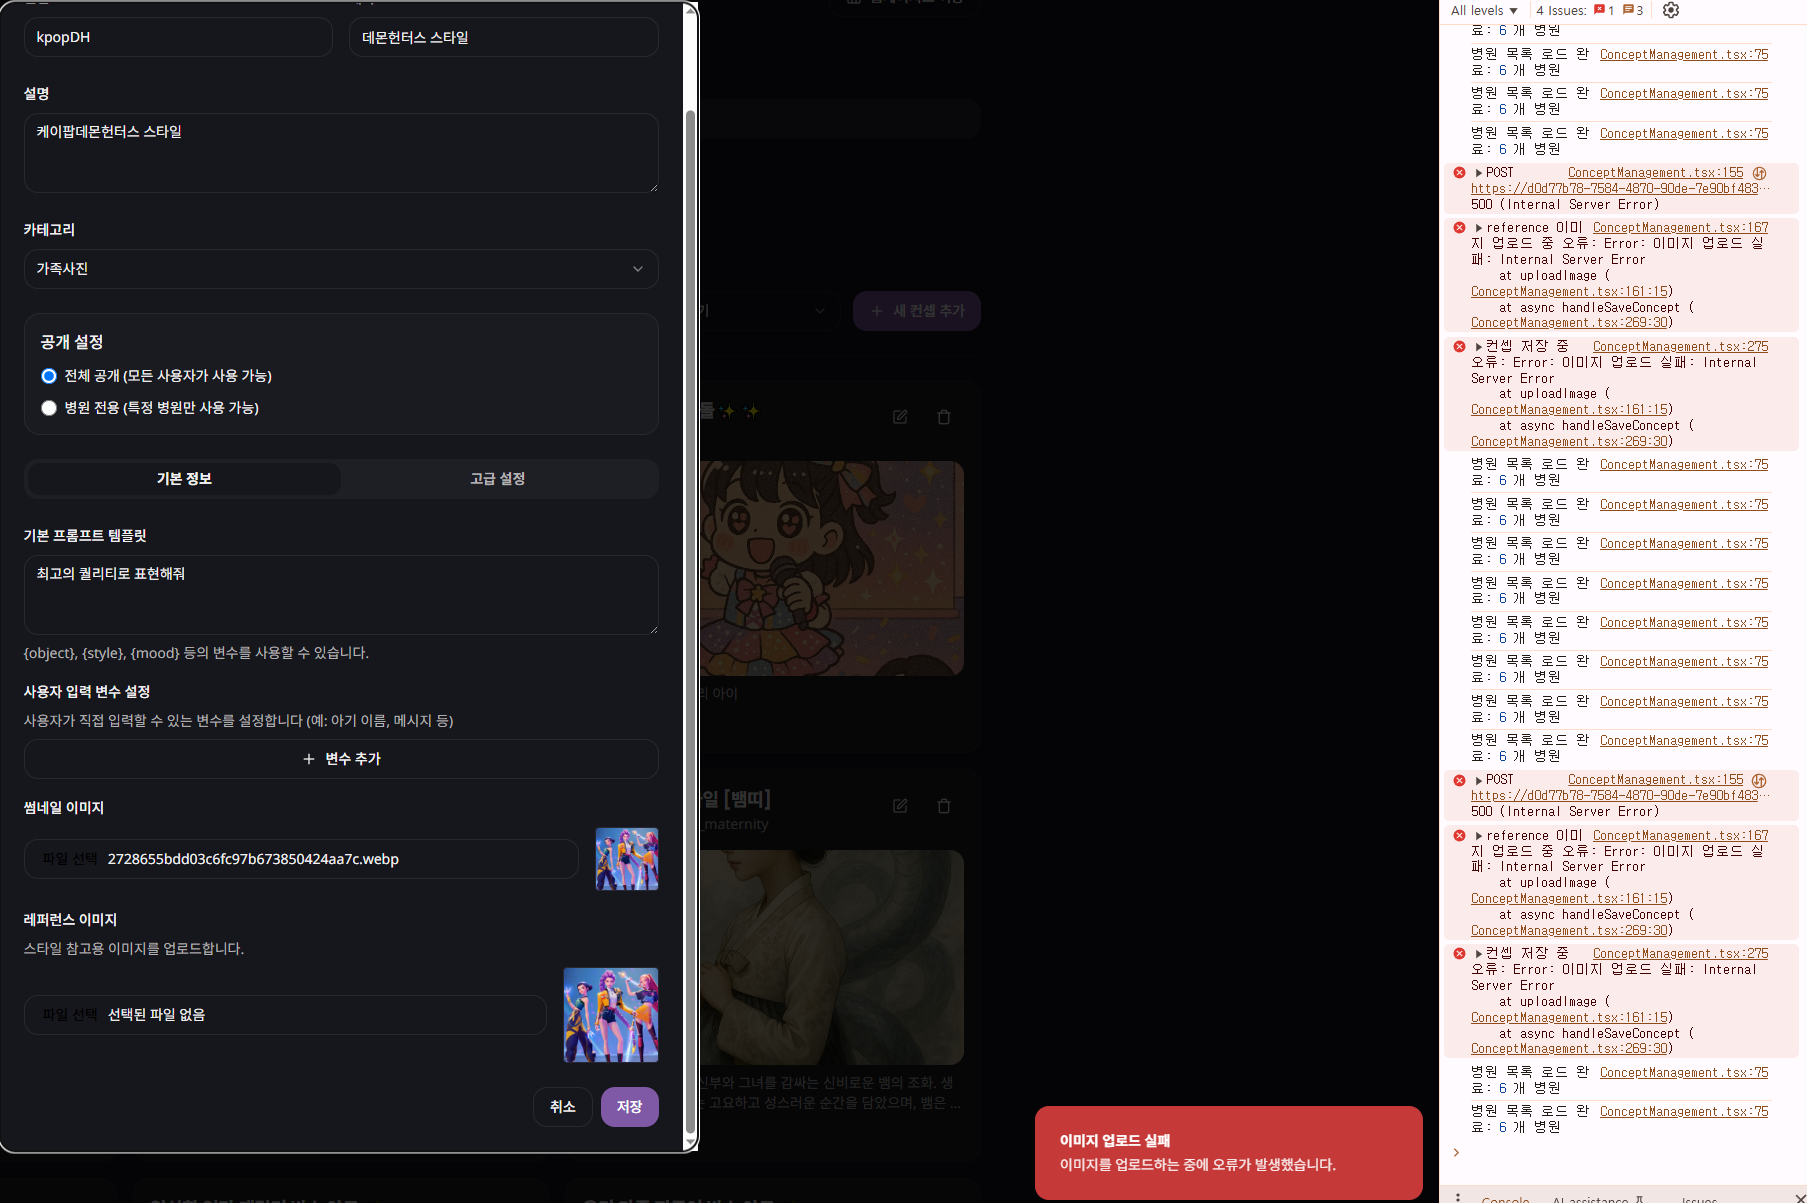 kpopDH
데몬헌터스 스타일
설명
케이팝데몬헌터스 스타일
카테고리
가족사진
공개 설정
전체 공개 (모든 사용자가 사용 가능)
병원 전용 (특정 병원만 사용 가능)
기본 정보
고급 설정
기본 프롬프트 템플릿
최고의 퀄리티로 표현해줘
{object}, {style}, {mood} 등의 변수를 사용할 수 있습니다.
사용자 입력 변수 설정
사용자가 직접 입력할 수 있는 변수를 설정합니다 (예: 아기 이름, 메시지 등)
+ 변수 추가
썸네일 이미지
파일 선택 2728655bdd03c6fc97b673850424aa7c.webp
레퍼런스 이미지
스타일 참고용 이미지를 업로드합니다.
파일 선택 선택된 파일 없음
취소
저장
기
+ 새 컨셉 추가
들✨ ✨
리 아이
일 [뱀띠]
_maternity
신부와 그녀를 감싸는 신비로운 뱀의 조화. 생
는 고요하고 성스러운 순간을 담았으며, 뱀은 ...
이미지 업로드 실패
이미지를 업로드하는 중에 오류가 발생했습니다.
All levels ▼
4 Issues: 1 3
료: 6 개 병원
병원 목록 로드 완 ConceptManagement.tsx:75
료: 6 개 병원
병원 목록 로드 완 ConceptManagement.tsx:75
료: 6 개 병원
병원 목록 로드 완 ConceptManagement.tsx:75
료: 6 개 병원
▶POST ConceptManagement.tsx:155
https://d0d77b78-7584-4870-90de-7e90bf483…
500 (Internal Server Error)
▶reference 이미 ConceptManagement.tsx:167
지 업로드 중 오류: Error: 이미지 업로드 실
패: Internal Server Error
at uploadImage (
ConceptManagement.tsx:161:15)
at async handleSaveConcept (
ConceptManagement.tsx:269:30)
▶컨셉 저장 중 ConceptManagement.tsx:275
오류: Error: 이미지 업로드 실패: Internal
Server Error
at uploadImage (
ConceptManagement.tsx:161:15)
at async handleSaveConcept (
ConceptManagement.tsx:269:30)
병원 목록 로드 완 ConceptManagement.tsx:75
료: 6 개 병원
병원 목록 로드 완 ConceptManagement.tsx:75
료: 6 개 병원
병원 목록 로드 완 ConceptManagement.tsx:75
료: 6 개 병원
병원 목록 로드 완 ConceptManagement.tsx:75
료: 6 개 병원
병원 목록 로드 완 ConceptManagement.tsx:75
료: 6 개 병원
병원 목록 로드 완 ConceptManagement.tsx:75
료: 6 개 병원
병원 목록 로드 완 ConceptManagement.tsx:75
료: 6 개 병원
병원 목록 로드 완 ConceptManagement.tsx:75
료: 6 개 병원
▶POST ConceptManagement.tsx:155
https://d0d77b78-7584-4870-90de-7e90bf483…
500 (Internal Server Error)
▶reference 이미 ConceptManagement.tsx:167
지 업로드 중 오류: Error: 이미지 업로드 실
패: Internal Server Error
at uploadImage (
ConceptManagement.tsx:161:15)
at async handleSaveConcept (
ConceptManagement.tsx:269:30)
▶컨셉 저장 중 ConceptManagement.tsx:275
오류: Error: 이미지 업로드 실패: Internal
Server Error
at uploadImage (
ConceptManagement.tsx:161:15)
at async handleSaveConcept (
ConceptManagement.tsx:269:30)
병원 목록 로드 완 ConceptManagement.tsx:75
료: 6 개 병원
병원 목록 로드 완 ConceptManagement.tsx:75
료: 6 개 병원
Console
AI assistance
Issues